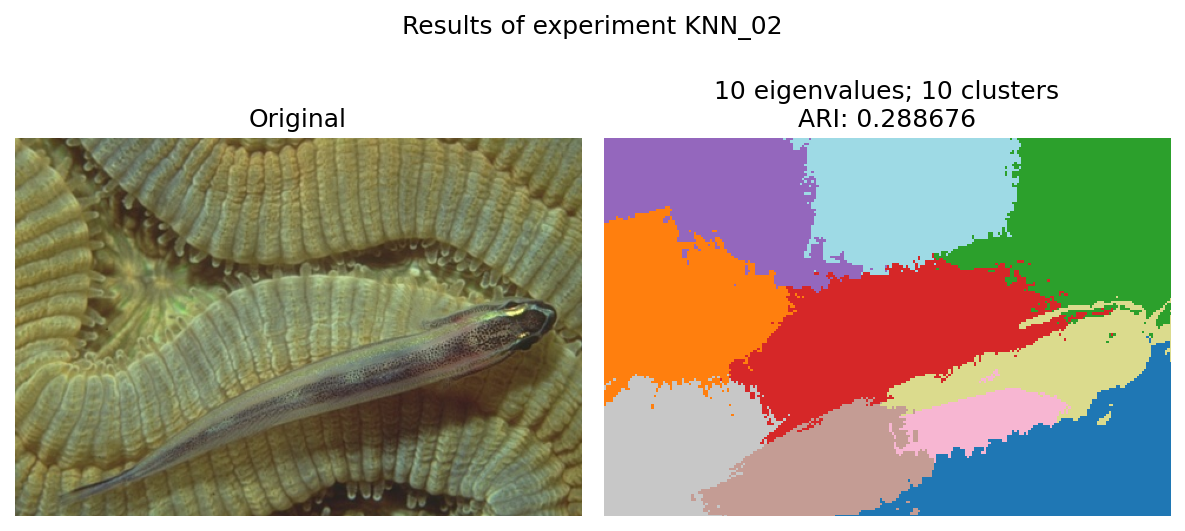 Results of experiment KNN_02
Original
10 eigenvalues; 10 clusters
ARI: 0.288676